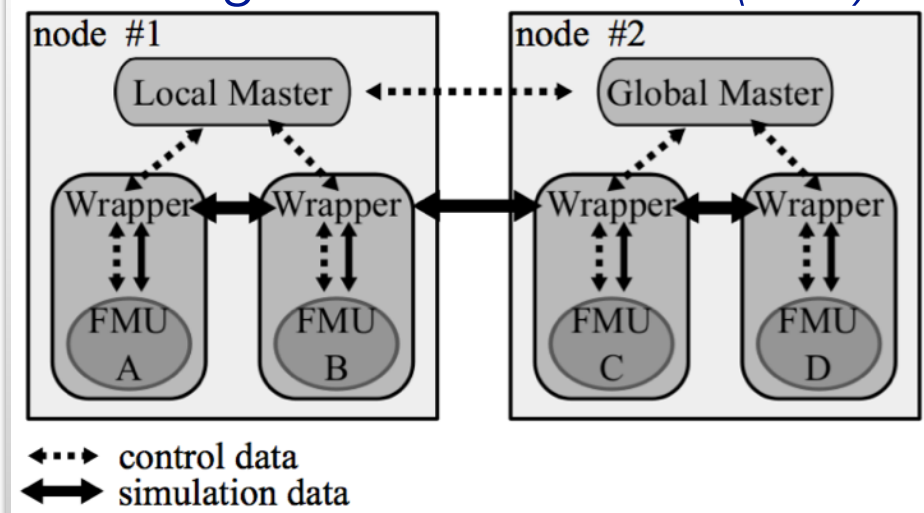 node #1
node #2
Local Master
Global Master
Wrapper
Wrapper
Wrapper
Wrapper
FMU
A
FMU
B
FMU
C
FMU
D
control data
simulation data